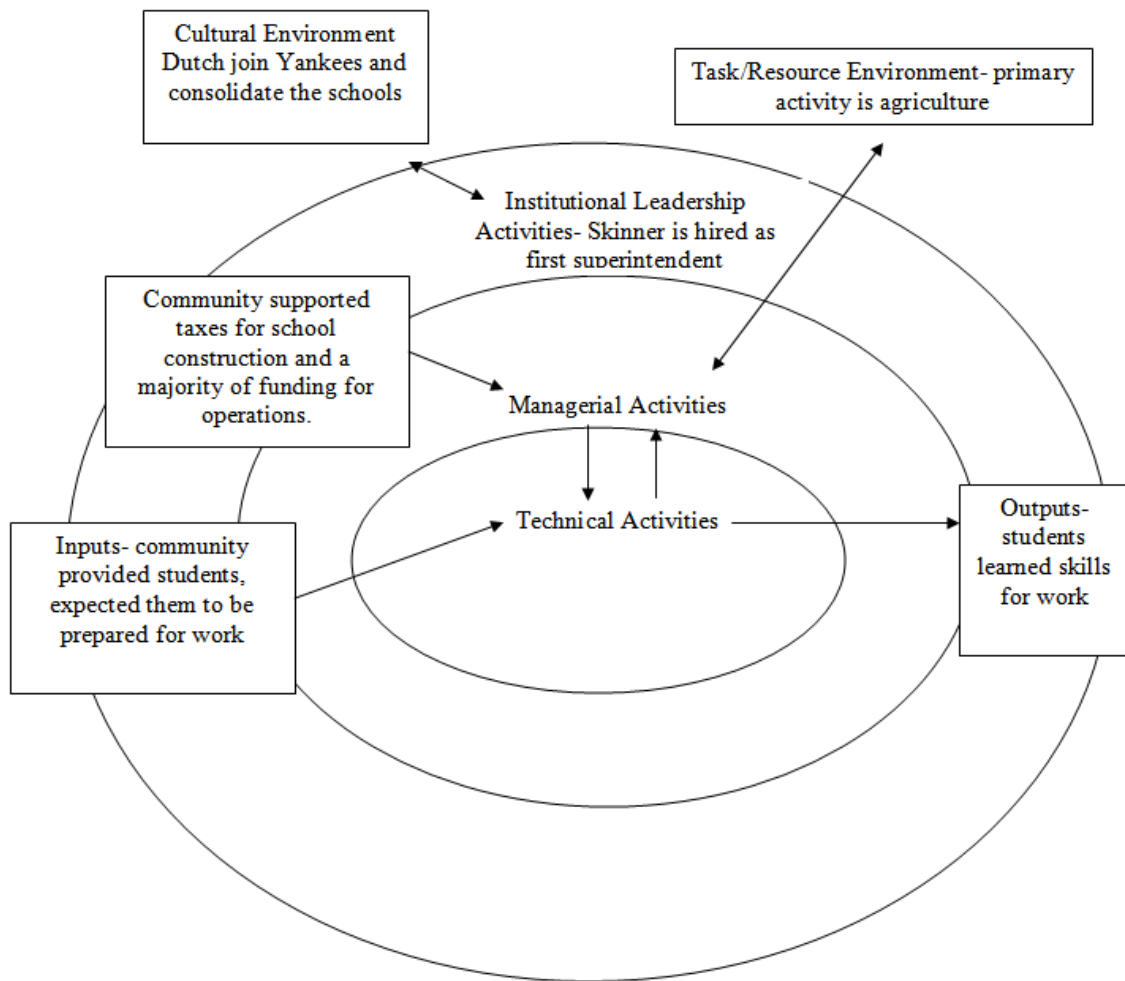 Cultural Environment
Dutch join Yankees and
consolidate the schools
Task/Resource Environment- primary
activity is agriculture
Institutional Leadership
Activities- Skinner is hired as
first superintendent
Community supported
taxes for school
construction and a
majority of funding for
operations.
Managerial Activities
Technical Activities
Inputs- community
provided students,
expected them to be
prepared for work
Outputs-
students
learned skills
for work